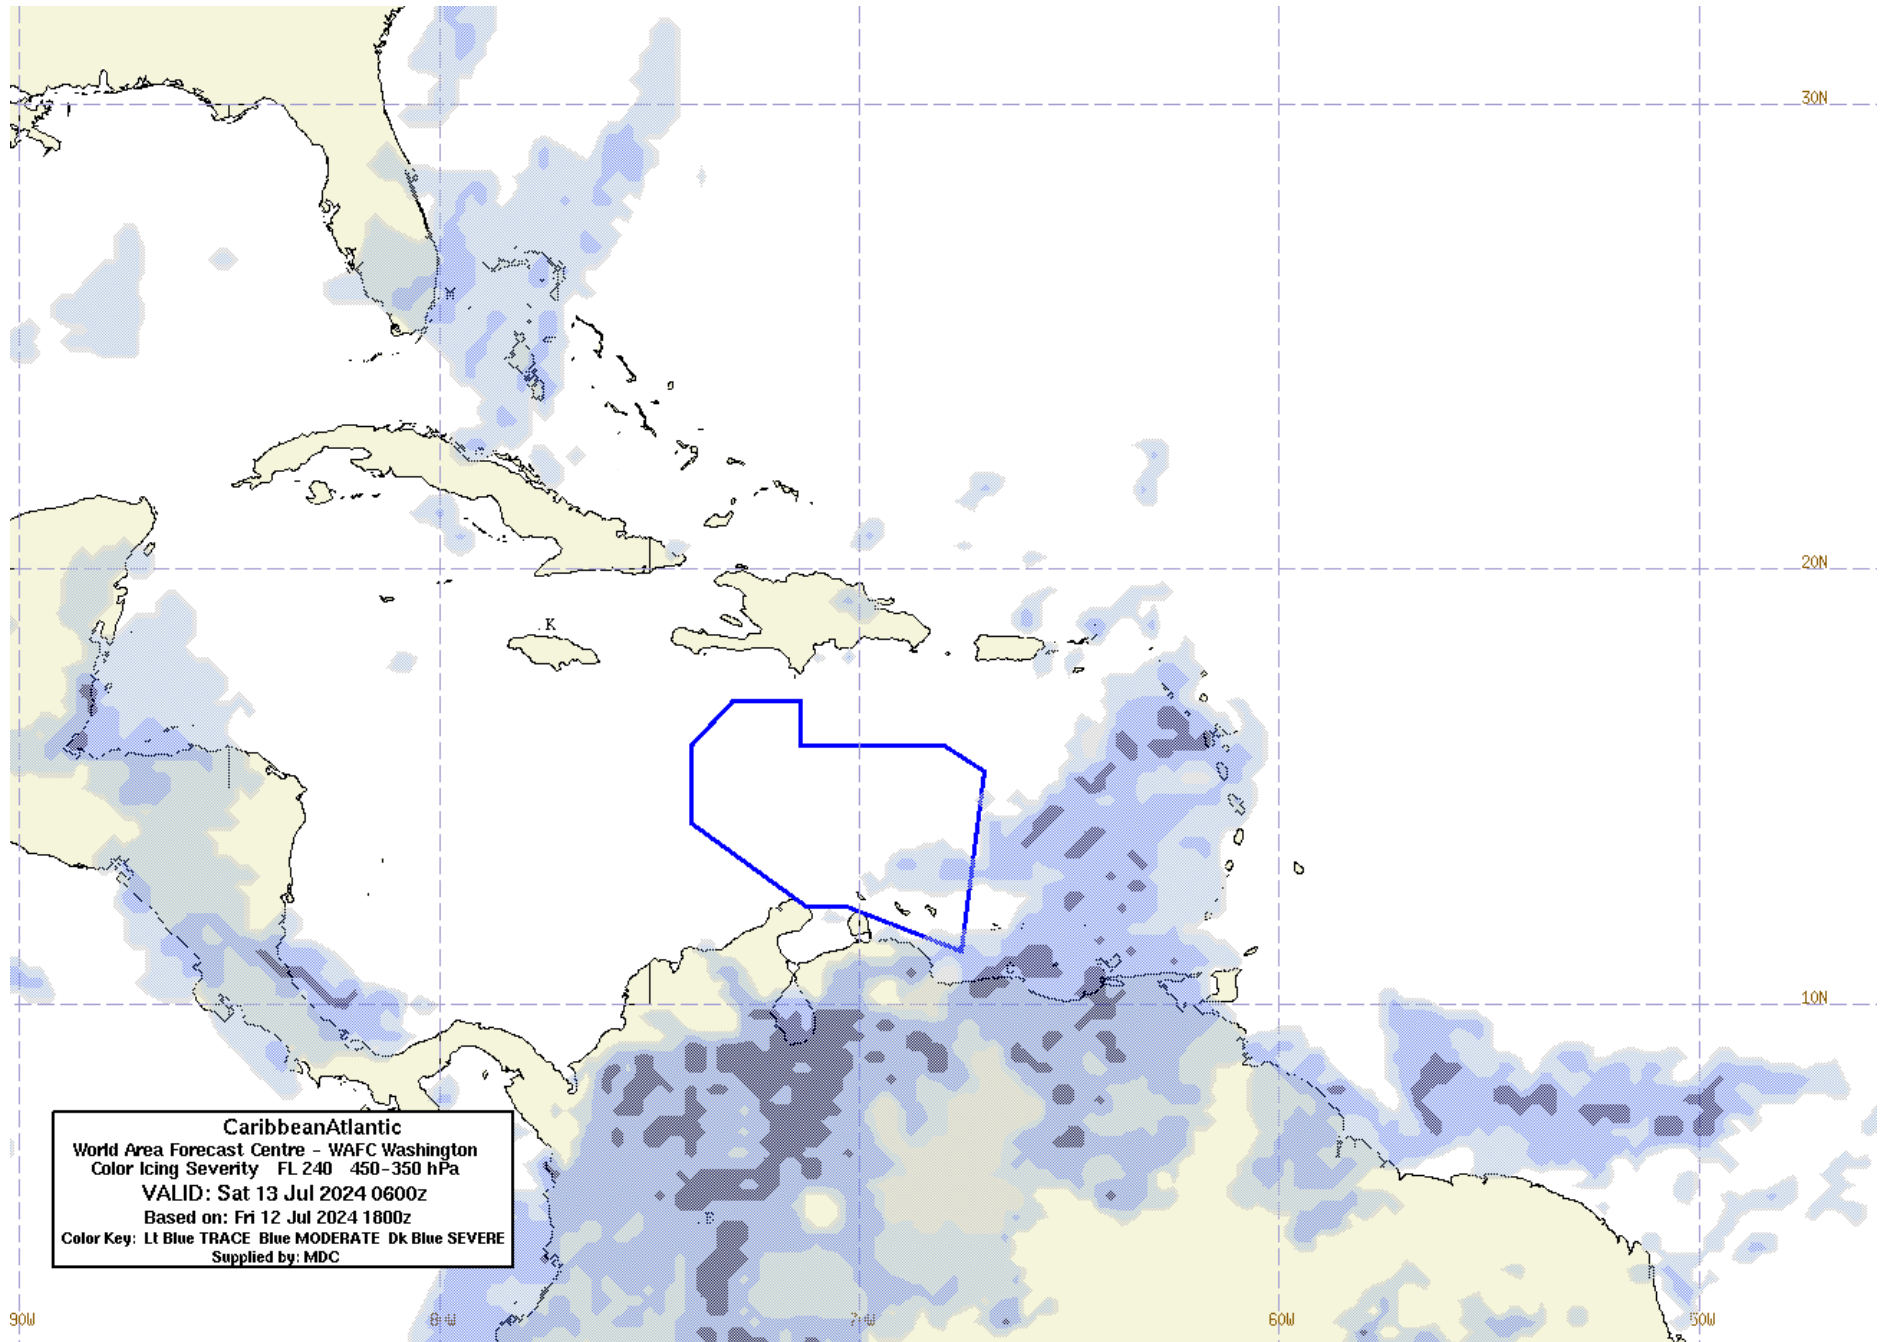 30N
M
20N
.K
10N
CaribbeanAtlantic
World Area Forecast Centre - WAFC Washington
Color Icing Severity FL 240 450-350 hPa
VALID: Sat 13 Jul 2024 0600z
Based on: Fri 12 Jul 2024 1800z
Color Key: Lt Blue TRACE Blue MODERATE Dk Blue SEVERE
Supplied by: MDC
90W
60W
50W